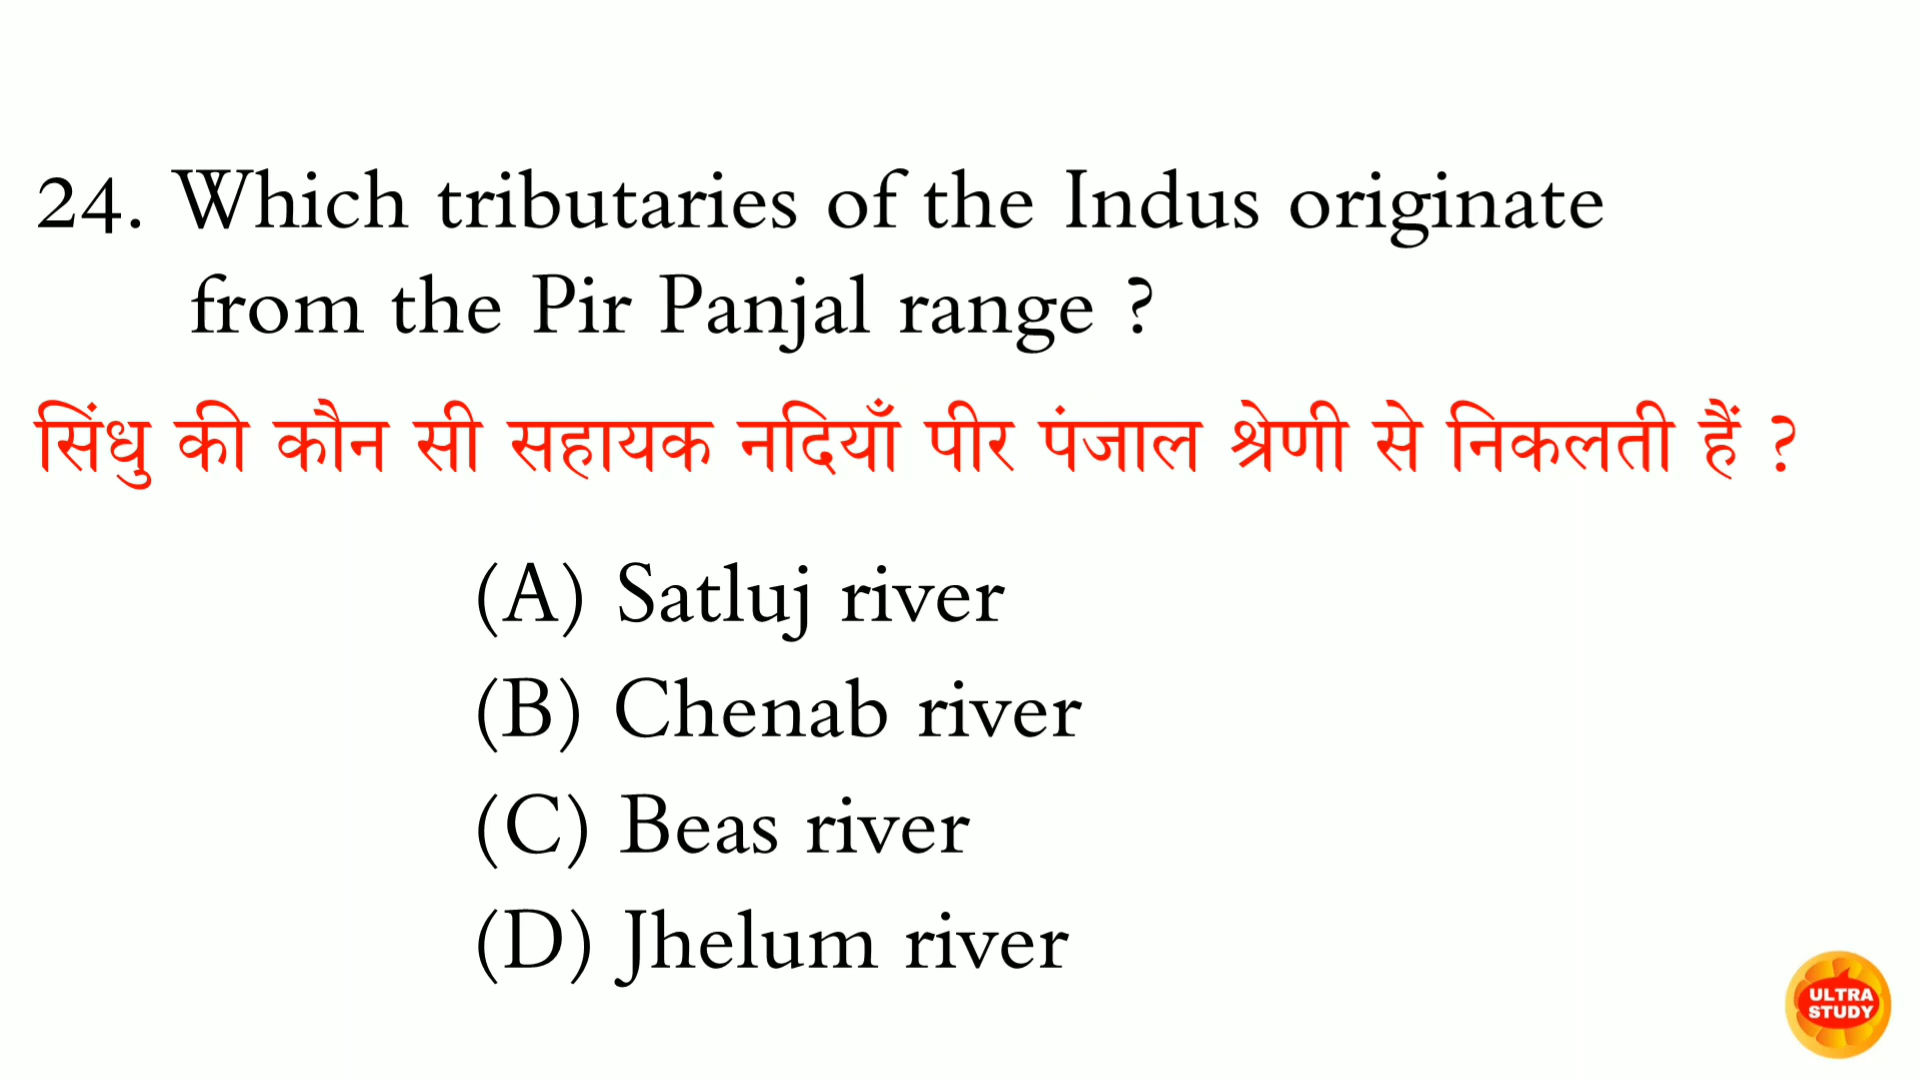 24. Which tributaries of the Indus originate
from the Pir Panjal range ?
सिंधु की कौन सी सहायक नदियाँ पीर पंजाल श्रेणी से निकलती हैं ?
(A) Satluj river
(B) Chenab river
(C) Beas river
(D) Jhelum river
ULTRA
STUDY